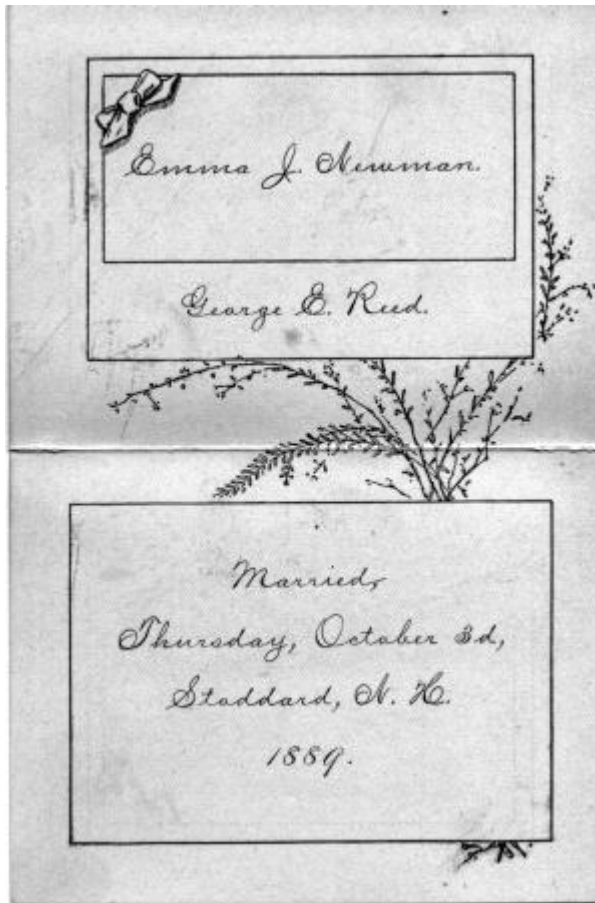 Emma J. Newman.
George E. Reed.
Married,
Thursday, October 3d,
Stoddard, N. H.
1889.